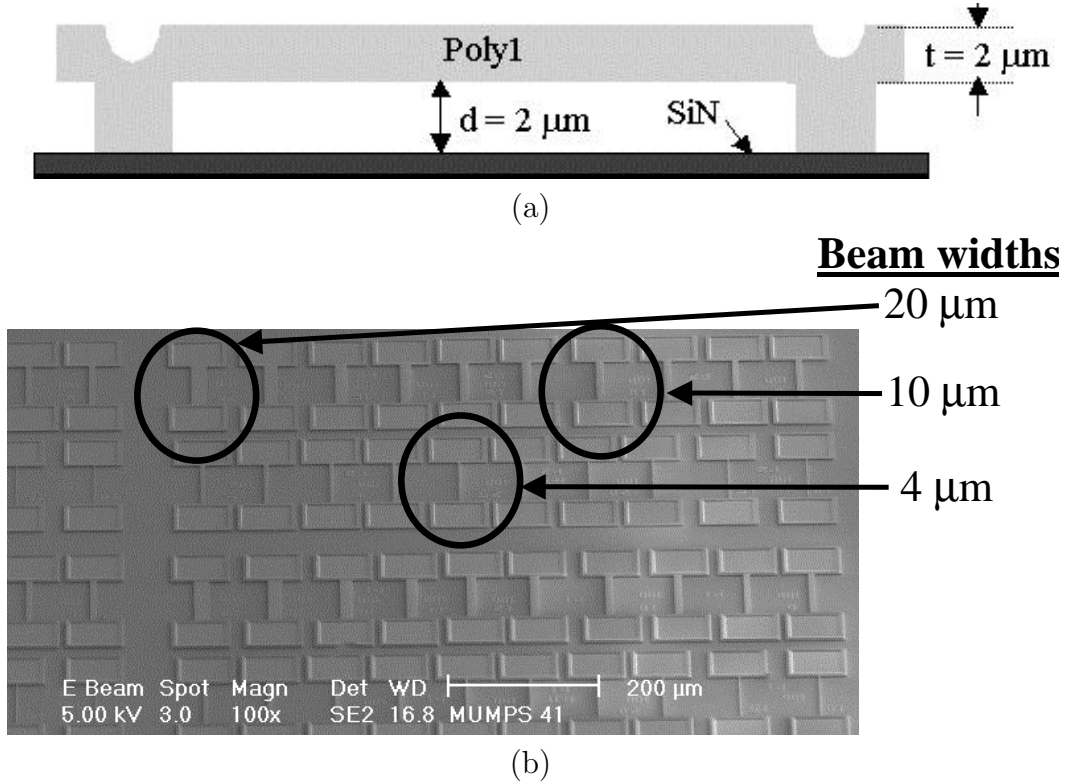 Poly1
t = 2 μm
d = 2 μm
SiN
(a)
Beam widths
20 μm
10 μm
4 μm
E Beam Spot Magn Det WD 200 μm
5.00 kV 3.0 100x SE2 16.8 MUMPS 41
(b)